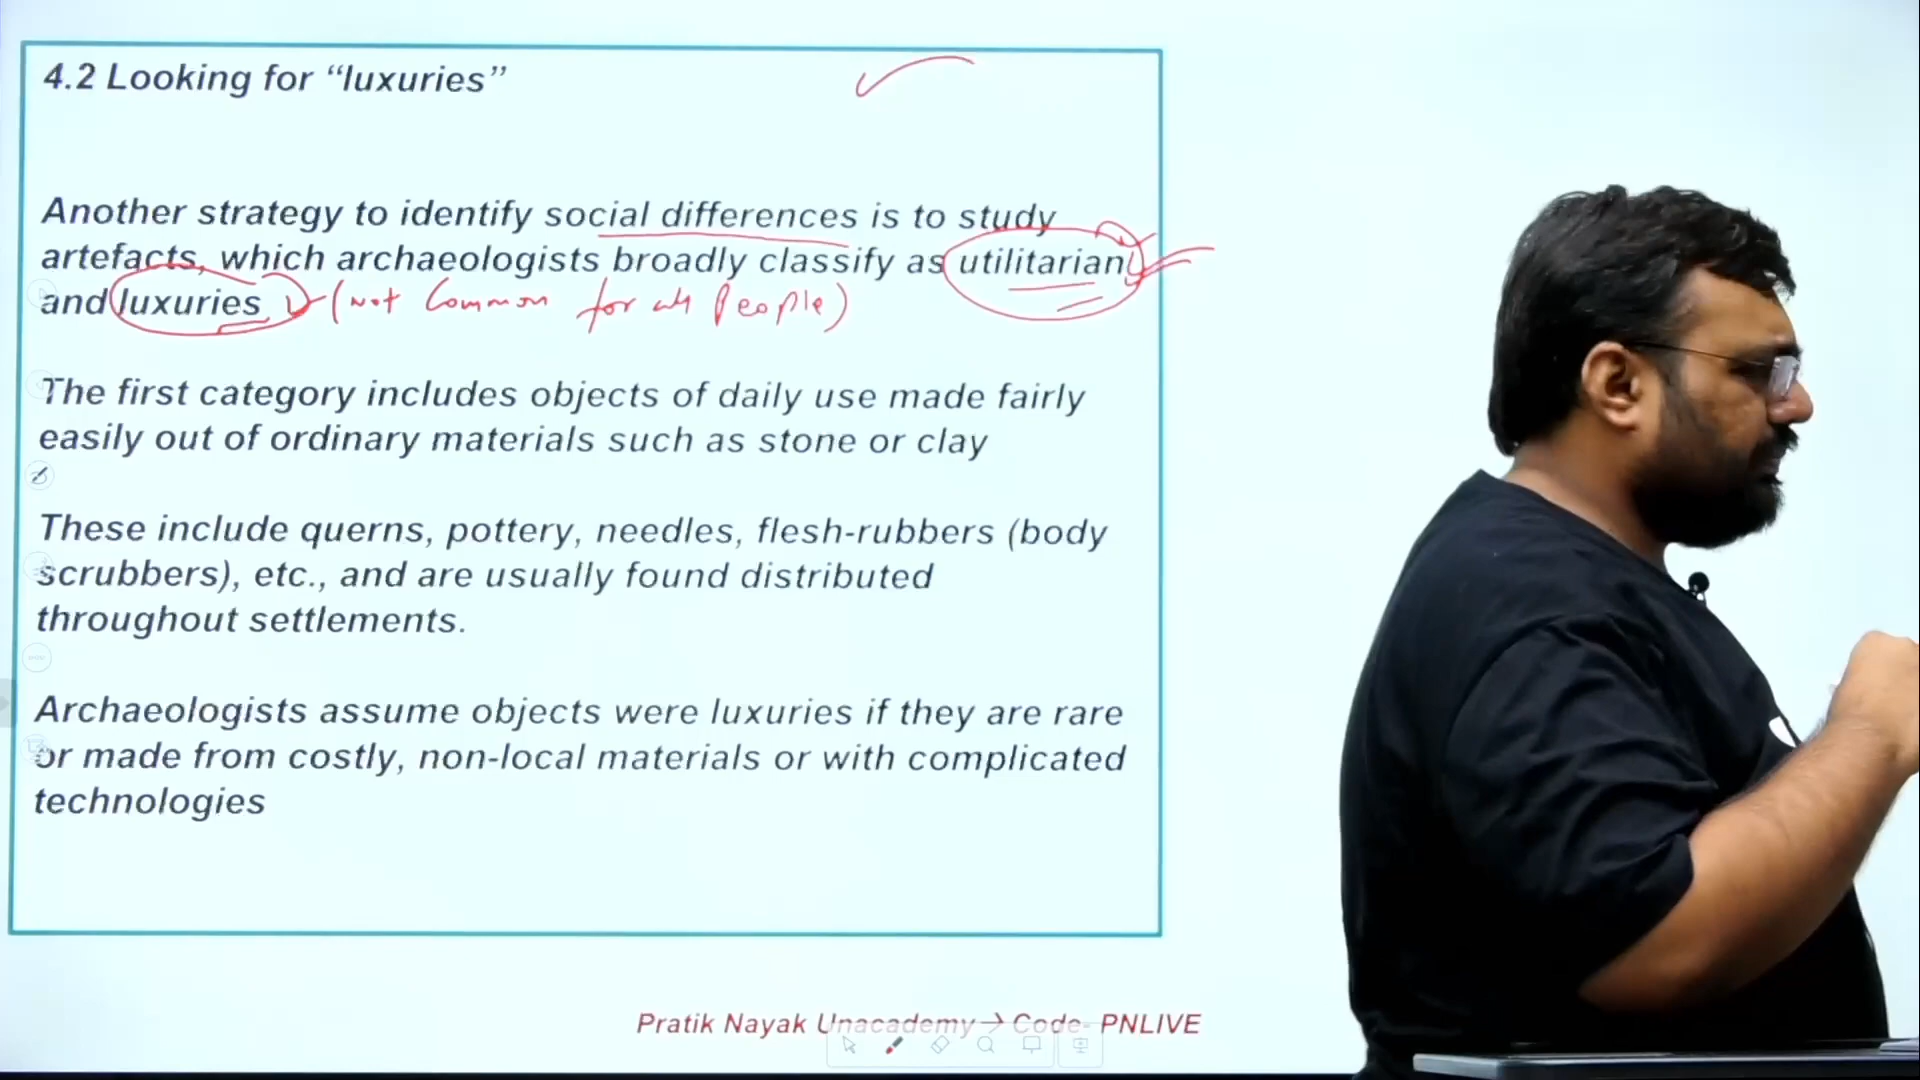 4.2 Looking for “luxuries”
Another strategy to identify social differences is to study
artefacts, which archaeologists broadly classify as utilitarian
and luxuries (Not Common for all People)
The first category includes objects of daily use made fairly
easily out of ordinary materials such as stone or clay
These include querns, pottery, needles, flesh-rubbers (body
scrubbers), etc., and are usually found distributed
throughout settlements.
Archaeologists assume objects were luxuries if they are rare
or made from costly, non-local materials or with complicated
technologies
Pratik Nayak Unacademy→ Code- PNLIVE